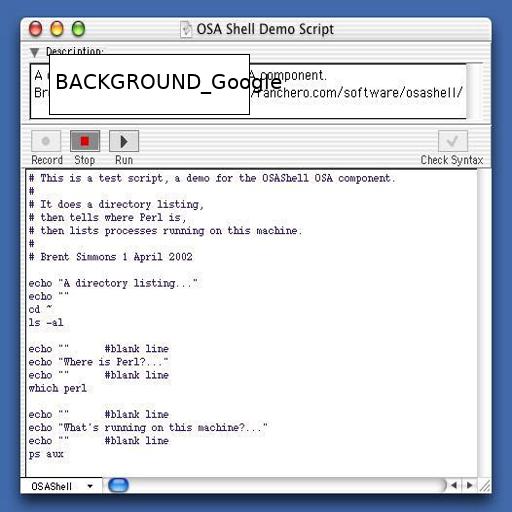 OSA Shell Demo Script
Description:
A
BACKGROUND_Google
component.
/ranchero.com/software/osashell/
Record Stop Run Check Syntax
# This is a test script, a demo for the OSAShell OSA component.
#
# It does a directory listing,
# then tells where Perl is,
# then lists processes running on this machine.
#
# Brent Simmons 1 April 2002
echo "A directory listing..."
echo ""
cd ~
ls -al
echo "" #blank line
echo "Where is Perl?..."
echo "" #blank line
which perl
echo "" #blank line
echo "What's running on this machine?..."
echo "" #blank line
ps aux
OSAShell